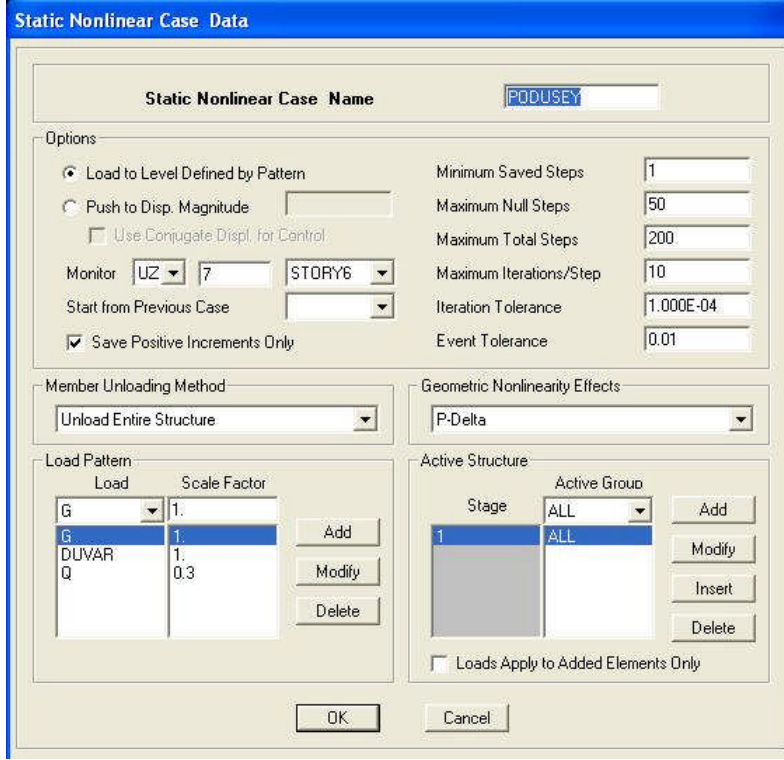 Static Nonlinear Case Data
Static Nonlinear Case Name
PODUSEY
Options
Load to Level Defined by Pattern
Push to Disp. Magnitude
Use Conjugate Displ. for Control
Monitor UZ 7 STORY6
Start from Previous Case
Save Positive Increments Only
Minimum Saved Steps 1
Maximum Null Steps 50
Maximum Total Steps 200
Maximum Iterations/Step 10
Iteration Tolerance 1.000E-04
Event Tolerance 0.01
Member Unloading Method
Unload Entire Structure
Geometric Nonlinearity Effects
P-Delta
Load Pattern
Load Scale Factor
G 1.
G 1.
DUVAR 1.
Q 0.3
Add
Modify
Delete
Active Structure
Active Group
Stage ALL
1 ALL
Add
Modify
Insert
Delete
Loads Apply to Added Elements Only
OK Cancel